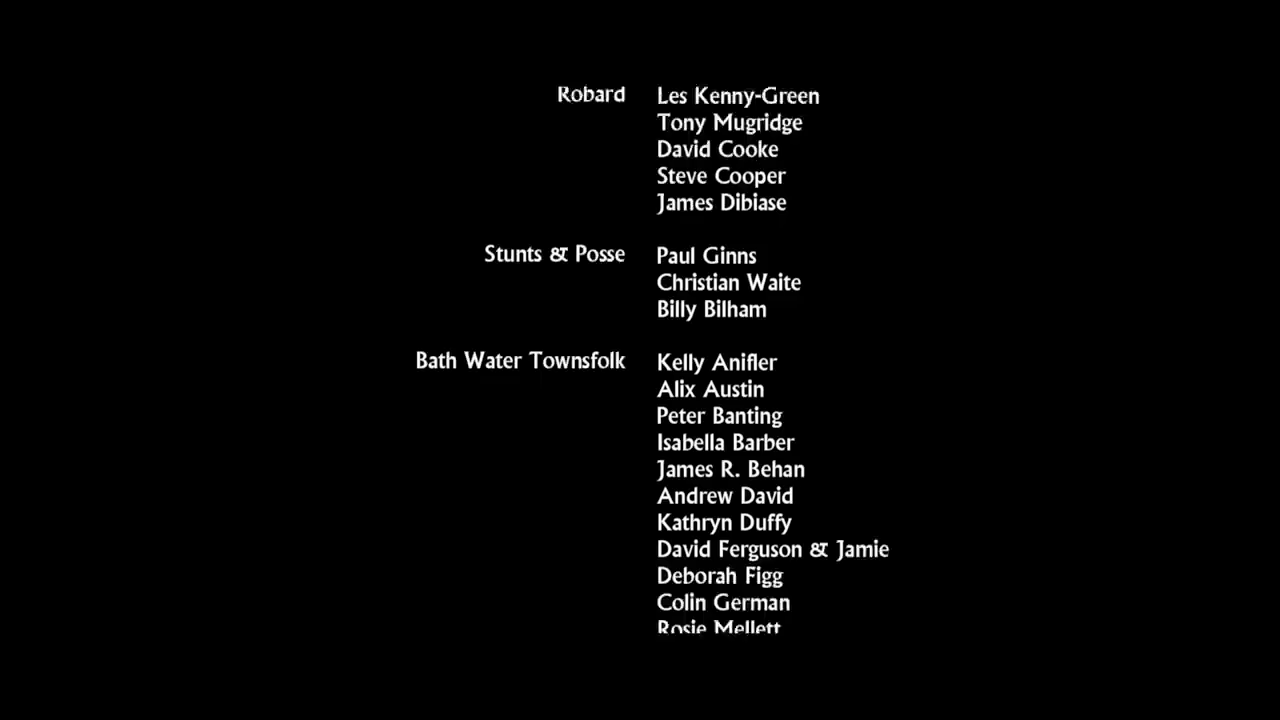 Robard Les Kenny-Green
Tony Mugridge
David Cooke
Steve Cooper
James Dibiase
Stunts & Posse Paul Ginns
Christian Waite
Billy Bilham
Bath Water Townsfolk Kelly Anifler
Alix Austin
Peter Banting
Isabella Barber
James R. Behan
Andrew David
Kathryn Duffy
David Ferguson & Jamie
Deborah Figg
Colin German
Rosie Mellett